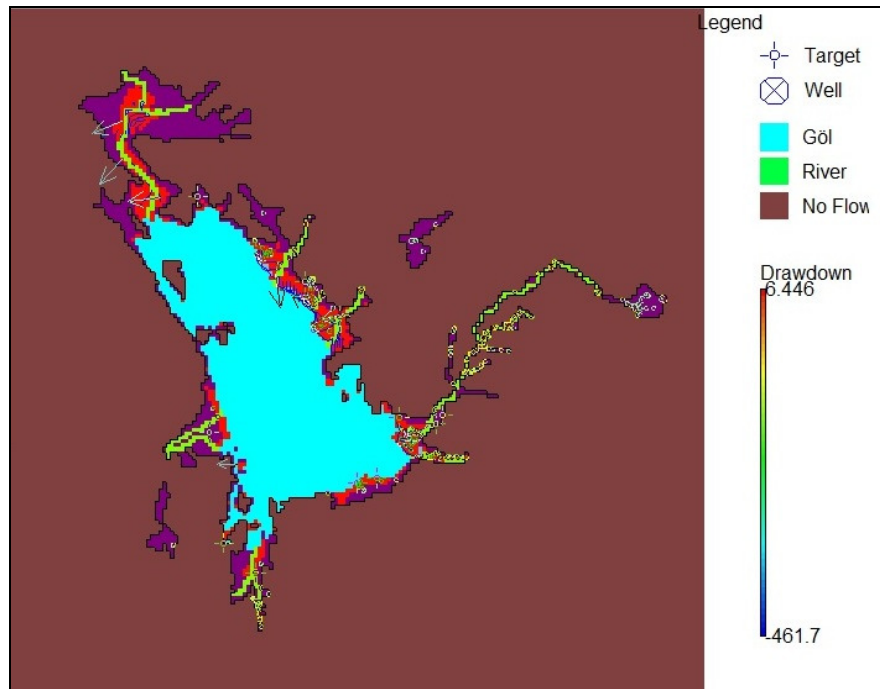 Legend
Target
Well
Göl
River
No Flow
Drawdown
6.446
-461.7